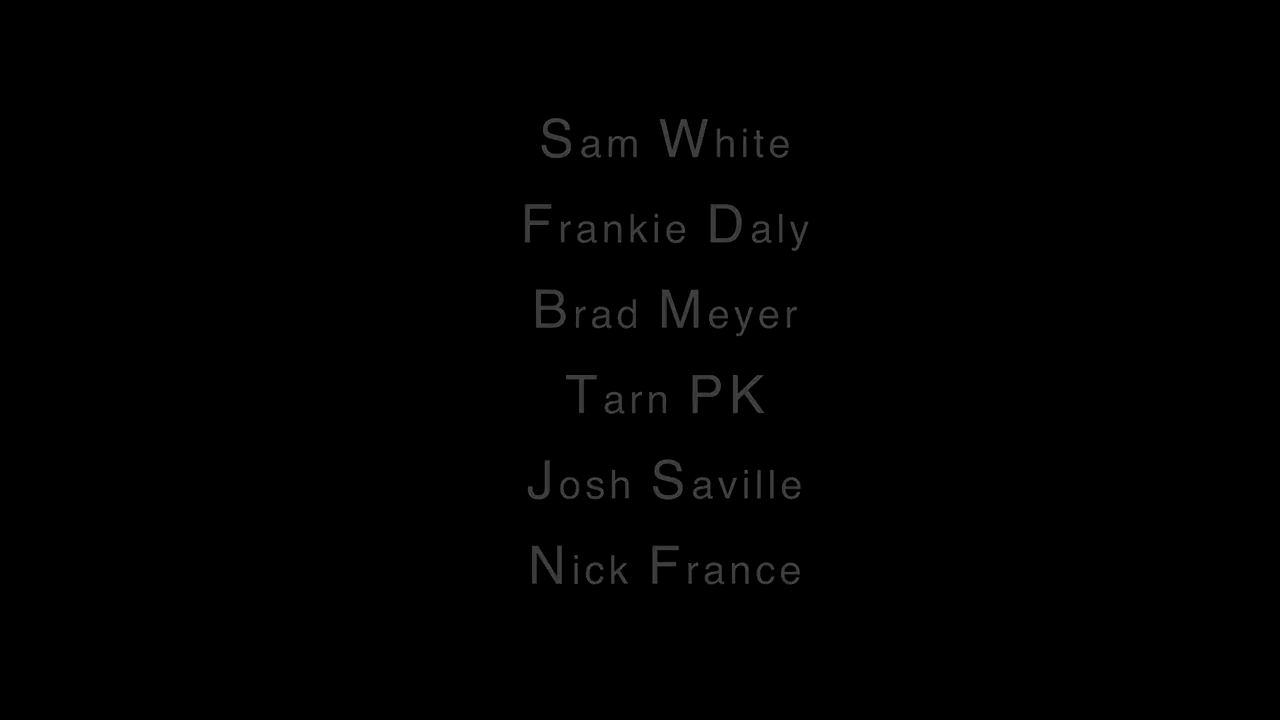 Sam White
Frankie Daly
Brad Meyer
Tarn PK
Josh Saville
Nick France